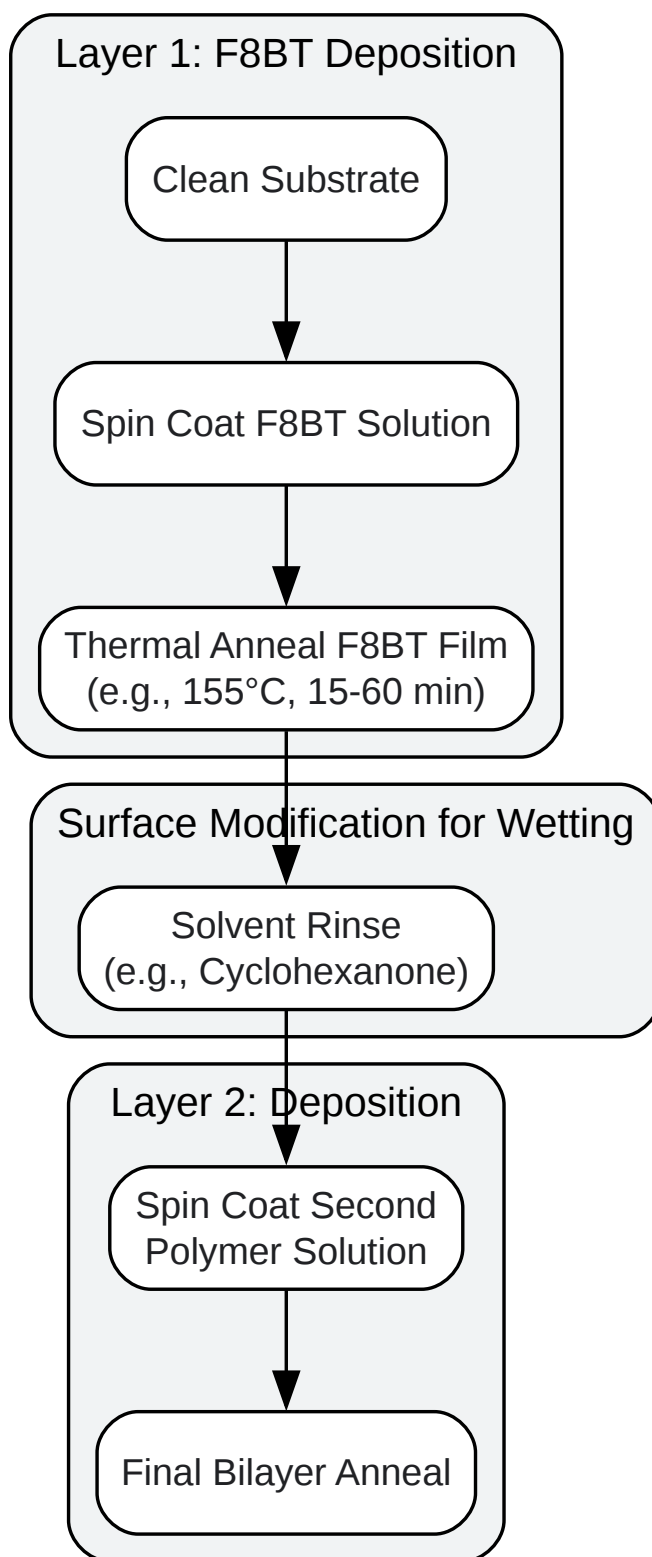 Layer 1: F8BT Deposition
Clean Substrate
Spin Coat F8BT Solution
Thermal Anneal F8BT Film
(e.g., 155°C, 15-60 min)
Surface Modification for Wetting
Solvent Rinse
(e.g., Cyclohexanone)
Layer 2: Deposition
Spin Coat Second
Polymer Solution
Final Bilayer Anneal